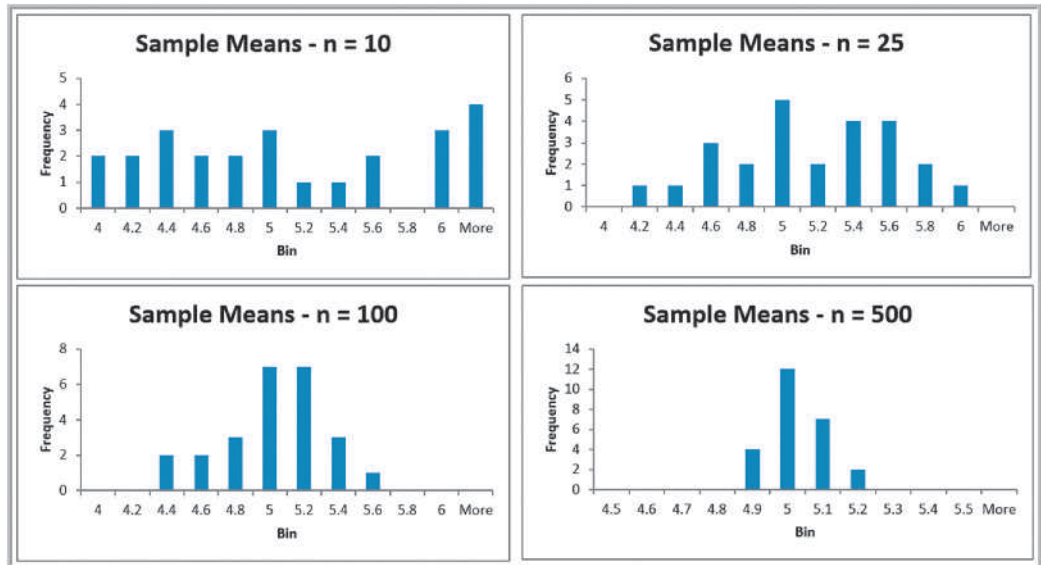 Sample Means - n = 10
5
4
3
2
1
0
Frequency
4 4.2 4.4 4.6 4.8 5 5.2 5.4 5.6 5.8 6 More
Bin
Sample Means - n = 25
6
5
4
3
2
1
0
Frequency
4 4.2 4.4 4.6 4.8 5 5.2 5.4 5.6 5.8 6 More
Bin
Sample Means - n = 100
8
6
4
2
0
Frequency
4 4.2 4.4 4.6 4.8 5 5.2 5.4 5.6 5.8 6 More
Bin
Sample Means - n = 500
14
12
10
8
6
4
2
0
Frequency
4.5 4.6 4.7 4.8 4.9 5 5.1 5.2 5.3 5.4 5.5 More
Bin